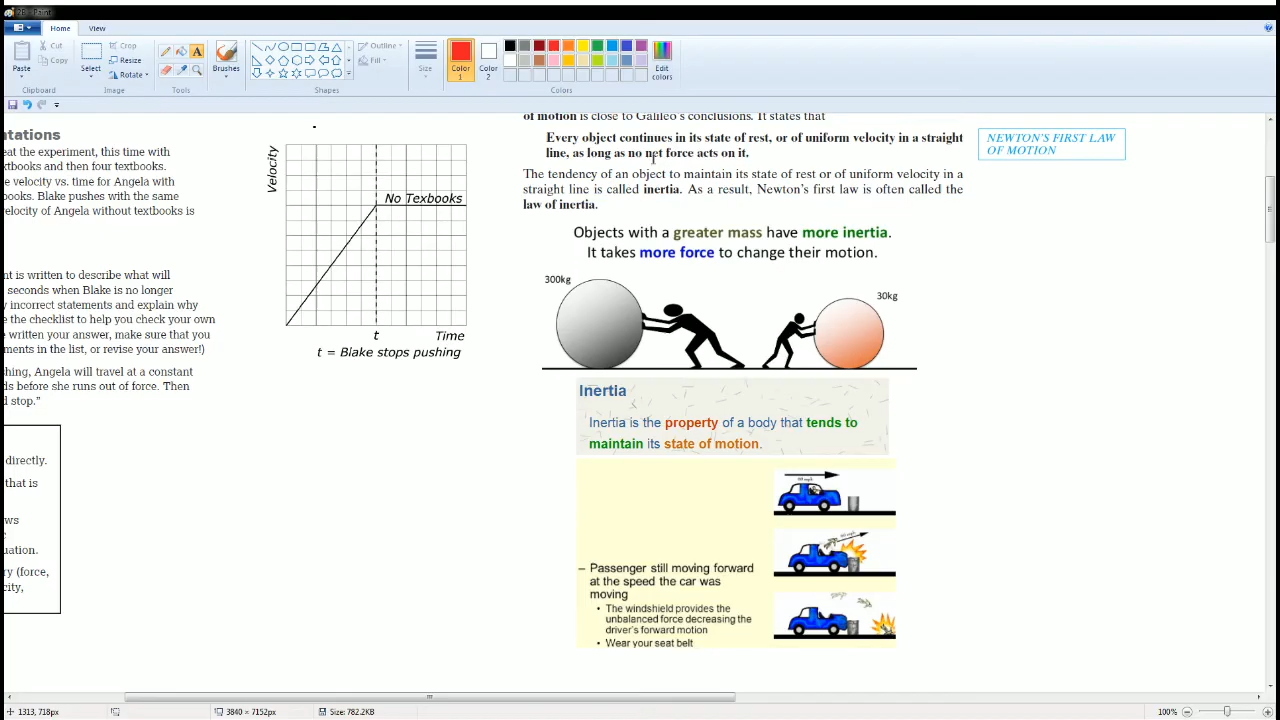 2P - Paint
Home
View
Paste
Cut
Copy
Clipboard
Select
Crop
Resize
Rotate
Image
Tools
Brushes
Shapes
Outline
Fill
Size
Color 1
Color 2
Edit colors
Colors
ntations
eat the experiment, this time with
xtbooks and then four textbooks.
e velocity vs. time for Angela with
ooks. Blake pushes with the same
elocity of Angela without textbooks is
nt is written to describe what will
seconds when Blake is no longer
y incorrect statements and explain why
e the checklist to help you check your own
e written your answer, make sure that you
ments in the list, or revise your answer!)
shing, Angela will travel at a constant
ds before she runs out of force. Then
d stop.”
directly.
that is
ws
c
uation.
ry (force,
city,
Velocity
No Texbooks
t
Time
t = Blake stops pushing
of motion is close to Galileo's conclusions. It states that
Every object continues in its state of rest, or of uniform velocity in a straight
line, as long as no net force acts on it.
NEWTON'S FIRST LAW
OF MOTION
The tendency of an object to maintain its state of rest or of uniform velocity in a
straight line is called inertia. As a result, Newton's first law is often called the
law of inertia.
Objects with a greater mass have more inertia.
It takes more force to change their motion.
300kg
30kg
Inertia
Inertia is the property of a body that tends to
maintain its state of motion.
– Passenger still moving forward
at the speed the car was
moving
• The windshield provides the
unbalanced force decreasing the
driver's forward motion
• Wear your seat belt
1313, 718px
3840 × 7152px
Size: 782.2KB
100%